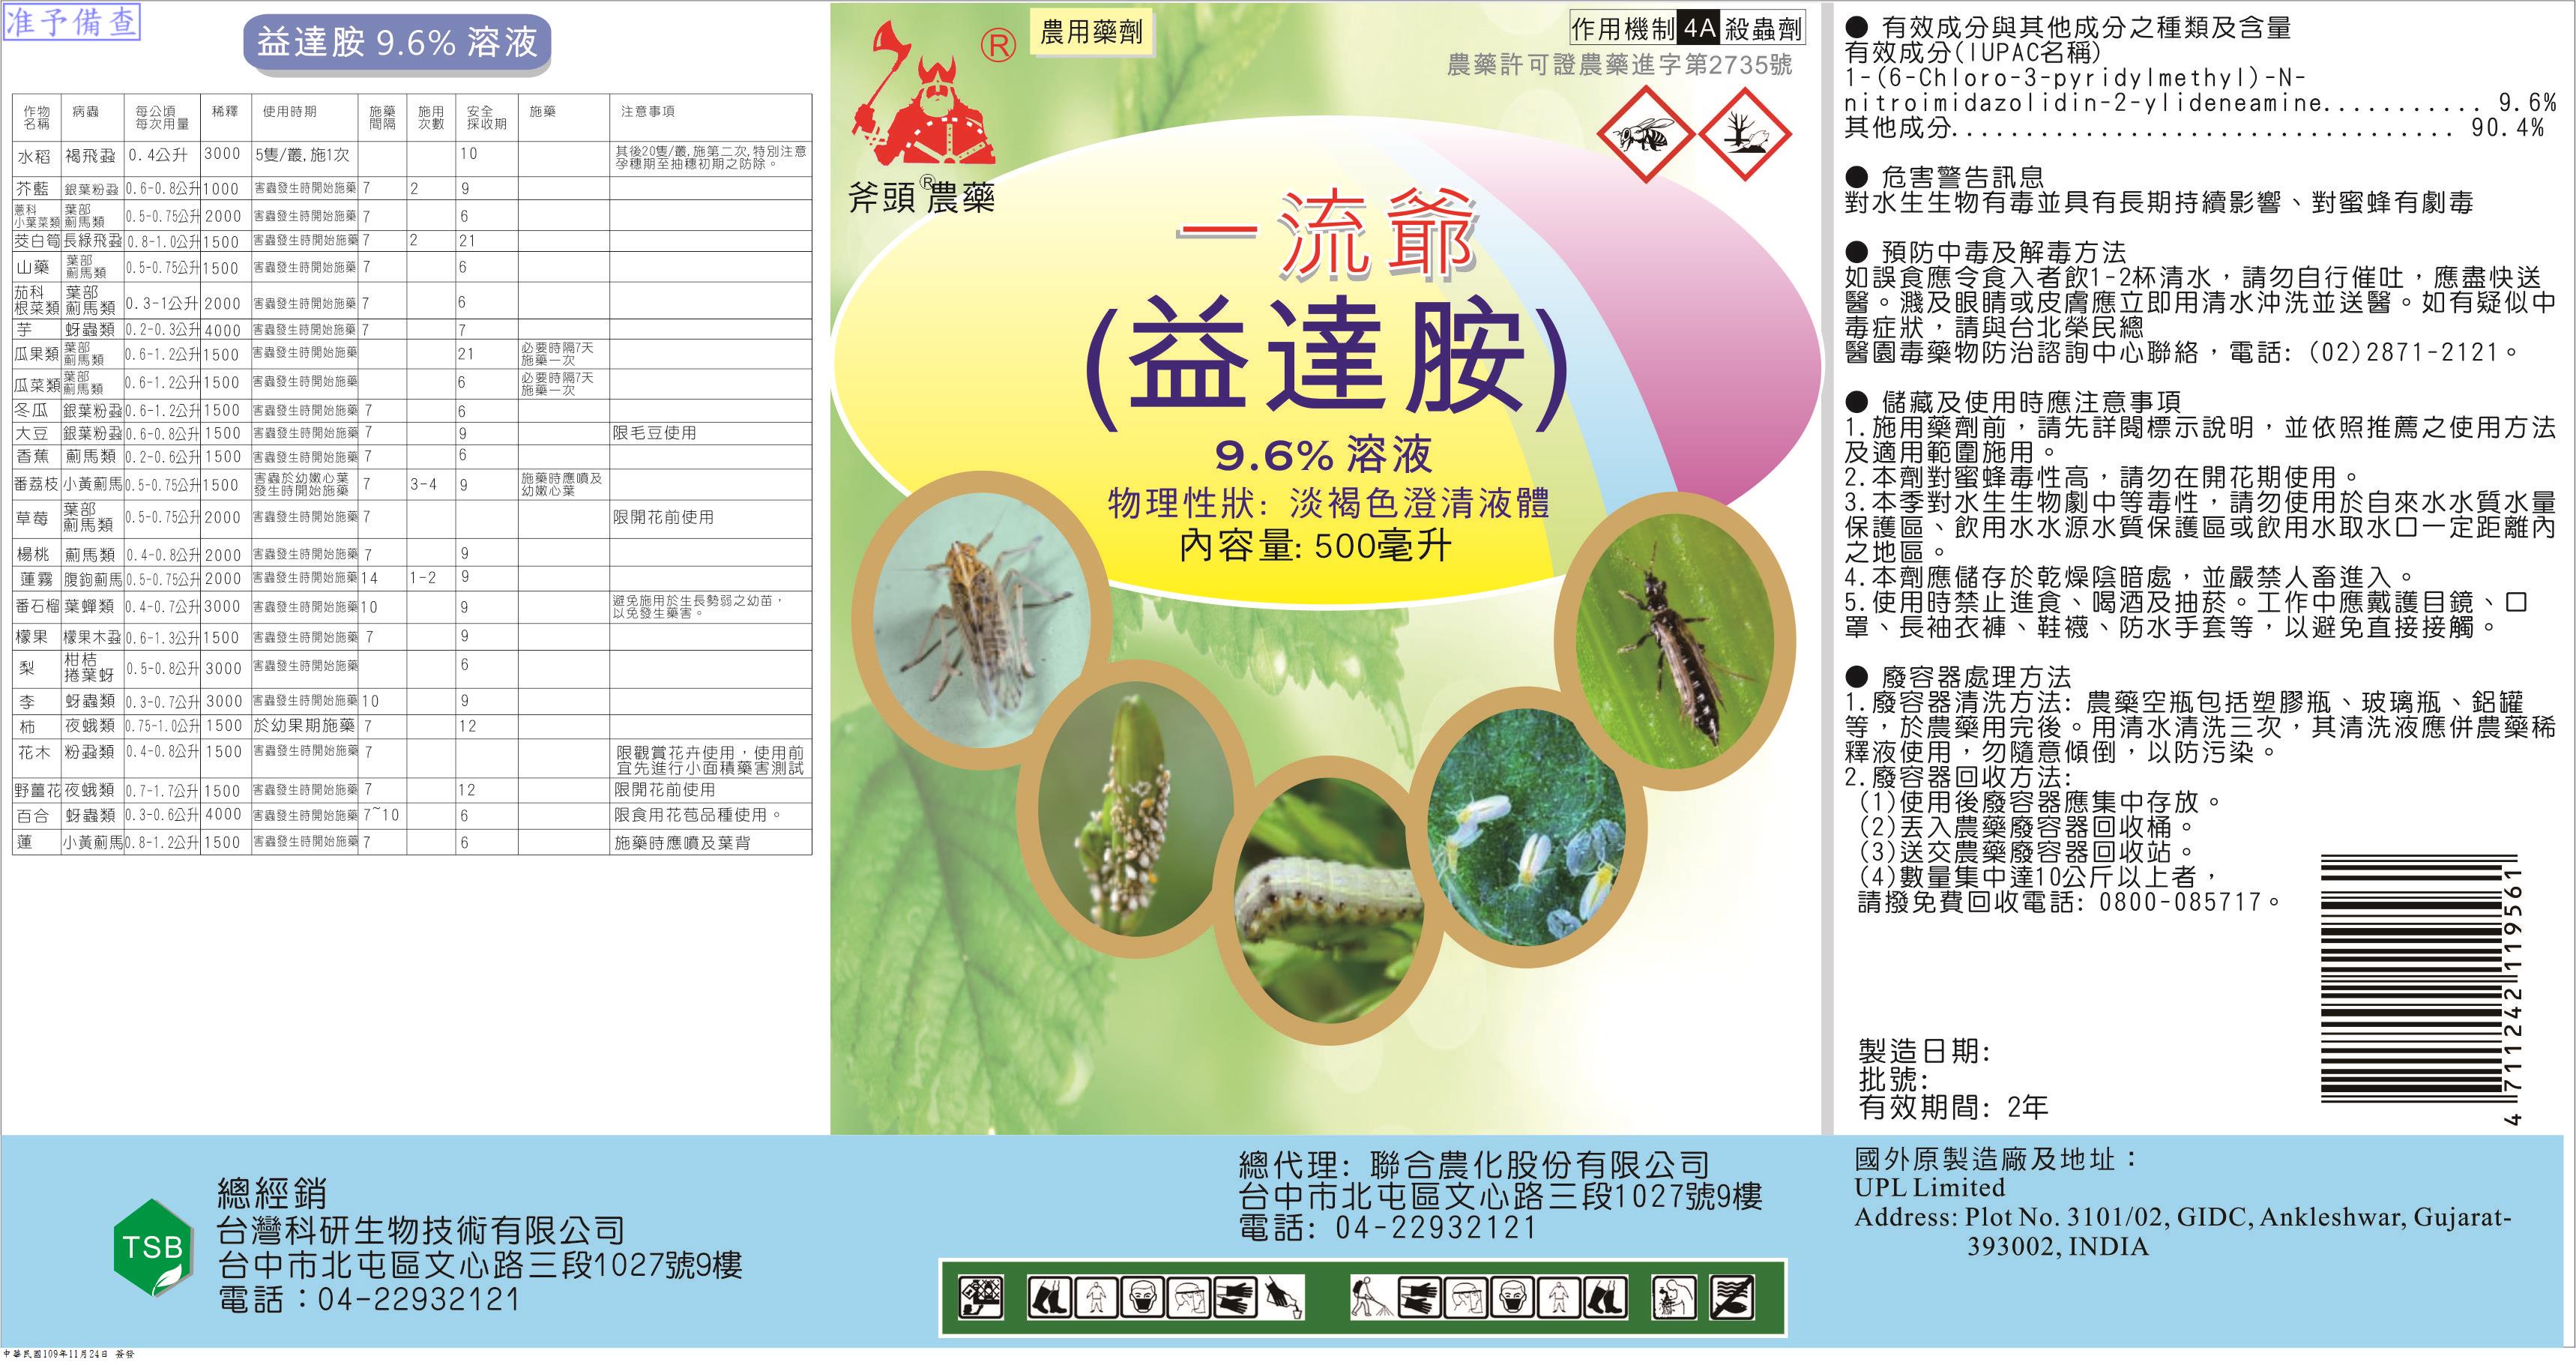 准予備查
益達胺 9.6% 溶液
作物名稱 病蟲 每公頃每次用量 稀釋 使用時期 施藥間隔 施用次數 安全採收期 施藥 注意事項
水稻 褐飛蝨 0.4公升 3000 5隻/叢,施1次 10 其後20隻/叢,施第二次,特別注意孕穗期至抽穗初期之防除。
芥藍 銀葉粉蝨 0.6-0.8公升 1000 害蟲發生時開始施藥 7 2 9
蔥科小葉菜類 葉部薊馬類 0.5-0.75公升 2000 害蟲發生時開始施藥 7 6
茭白筍 長綠飛蝨 0.8-1.0公升 1500 害蟲發生時開始施藥 7 2 21
山藥 葉部薊馬類 0.5-0.75公升 1500 害蟲發生時開始施藥 7 6
茄科根菜類 葉部薊馬類 0.3-1公升 2000 害蟲發生時開始施藥 7 6
芋 蚜蟲類 0.2-0.3公升 4000 害蟲發生時開始施藥 7 7
瓜果類 葉部薊馬類 0.6-1.2公升 1500 害蟲發生時開始施藥 21 必要時隔7天施藥一次
瓜菜類 葉部薊馬類 0.6-1.2公升 1500 害蟲發生時開始施藥 6 必要時隔7天施藥一次
冬瓜 銀葉粉蝨 0.6-1.2公升 1500 害蟲發生時開始施藥 7 6
大豆 銀葉粉蝨 0.6-0.8公升 1500 害蟲發生時開始施藥 7 9 限毛豆使用
香蕉 薊馬類 0.2-0.6公升 1500 害蟲發生時開始施藥 7 6
番荔枝 小黃薊馬 0.5-0.75公升 1500 害蟲於幼嫩心葉發生時開始施藥 7 3-4 9 施藥時應噴及幼嫩心葉
草莓 葉部薊馬類 0.5-0.75公升 2000 害蟲發生時開始施藥 7 限開花前使用
楊桃 薊馬類 0.4-0.8公升 2000 害蟲發生時開始施藥 7 9
蓮霧 腹鉤薊馬 0.5-0.75公升 2000 害蟲發生時開始施藥 14 1-2 9
番石榴 葉蟬類 0.4-0.7公升 3000 害蟲發生時開始施藥 10 9 避免施用於生長勢弱之幼苗，以免發生藥害。
檬果 檬果木蝨 0.6-1.3公升 1500 害蟲發生時開始施藥 7 9
梨 柑桔捲葉蚜 0.5-0.8公升 3000 害蟲發生時開始施藥 6
李 蚜蟲類 0.3-0.7公升 3000 害蟲發生時開始施藥 10 9
柿 夜蛾類 0.75-1.0公升 1500 於幼果期施藥 7 12
花木 粉蝨類 0.4-0.8公升 1500 害蟲發生時開始施藥 7 限觀賞花卉使用，使用前宜先進行小面積藥害測試
野薑花 夜蛾類 0.7-1.7公升 1500 害蟲發生時開始施藥 7 12 限開花前使用
百合 蚜蟲類 0.3-0.6公升 4000 害蟲發生時開始施藥 7~10 6 限食用花苞品種使用。
蓮 小黃薊馬 0.8-1.2公升 1500 害蟲發生時開始施藥 7 6 施藥時應噴及葉背
®
農用藥劑
作用機制 4A 殺蟲劑
農藥許可證農藥進字第2735號
斧頭®農藥
一流爺
(益達胺)
9.6% 溶液
物理性狀: 淡褐色澄清液體
內容量: 500毫升
● 有效成分與其他成分之種類及含量
有效成分(IUPAC名稱)
1-(6-Chloro-3-pyridylmethyl)-N-
nitroimidazolidin-2-ylideneamine........... 9.6%
其他成分................................... 90.4%
● 危害警告訊息
對水生生物有毒並具有長期持續影響、對蜜蜂有劇毒
● 預防中毒及解毒方法
如誤食應令食入者飲1-2杯清水，請勿自行催吐，應盡快送
醫。濺及眼睛或皮膚應立即用清水沖洗並送醫。如有疑似中
毒症狀，請與台北榮民總
醫園毒藥物防治諮詢中心聯絡，電話: (02)2871-2121。
● 儲藏及使用時應注意事項
1.施用藥劑前，請先詳閱標示說明，並依照推薦之使用方法
及適用範圍施用。
2.本劑對蜜蜂毒性高，請勿在開花期使用。
3.本季對水生生物劇中等毒性，請勿使用於自來水水質水量
保護區、飲用水水源水質保護區或飲用水取水口一定距離內
之地區。
4.本劑應儲存於乾燥陰暗處，並嚴禁人畜進入。
5.使用時禁止進食、喝酒及抽菸。工作中應戴護目鏡、口
罩、長袖衣褲、鞋襪、防水手套等，以避免直接接觸。
● 廢容器處理方法
1.廢容器清洗方法: 農藥空瓶包括塑膠瓶、玻璃瓶、鋁罐
等，於農藥用完後。用清水清洗三次，其清洗液應併農藥稀
釋液使用，勿隨意傾倒，以防污染。
2.廢容器回收方法:
(1)使用後廢容器應集中存放。
(2)丟入農藥廢容器回收桶。
(3)送交農藥廢容器回收站。
(4)數量集中達10公斤以上者，
請撥免費回收電話: 0800-085717。
4 711242 119561
製造日期:
批號:
有效期間: 2年
TSB
總經銷
台灣科研生物技術有限公司
台中市北屯區文心路三段1027號9樓
電話：04-22932121
總代理: 聯合農化股份有限公司
台中市北屯區文心路三段1027號9樓
電話: 04-22932121
國外原製造廠及地址：
UPL Limited
Address: Plot No. 3101/02, GIDC, Ankleshwar, Gujarat-
393002, INDIA
中華民國109年11月24日 簽發